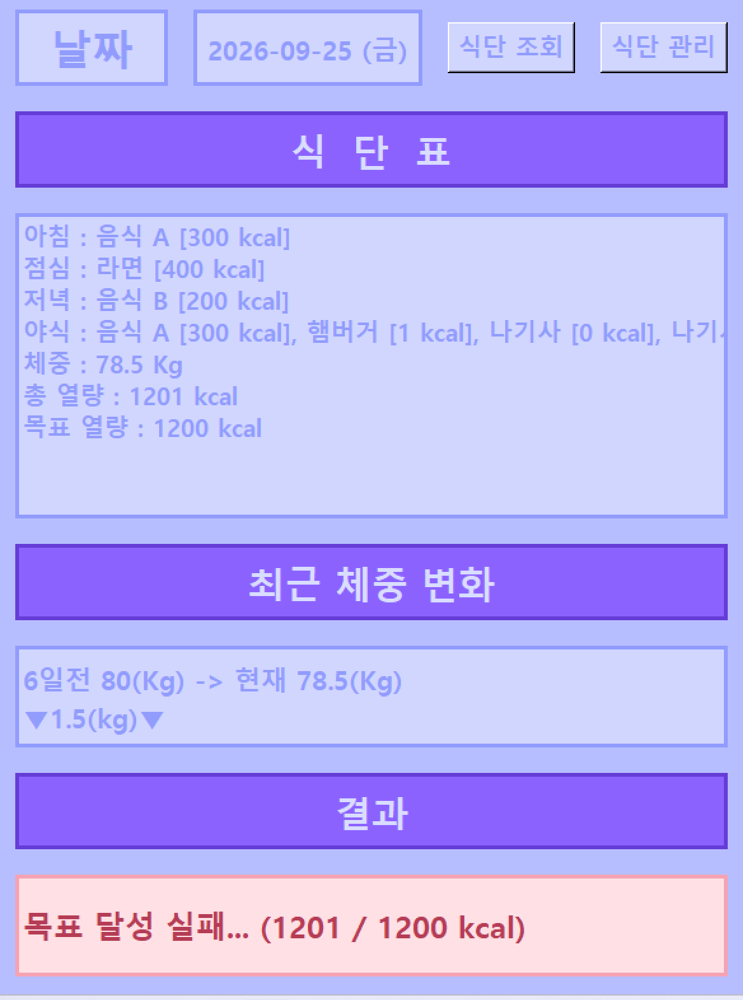 날짜 2026-09-25 (금) 식단 조회 식단 관리
식 단 표
아침 : 음식 A [300 kcal]
점심 : 라면 [400 kcal]
저녁 : 음식 B [200 kcal]
야식 : 음식 A [300 kcal], 햄버거 [1 kcal], 나기사 [0 kcal], 나기
체중 : 78.5 Kg
총 열량 : 1201 kcal
목표 열량 : 1200 kcal
최근 체중 변화
6일전 80(Kg) -> 현재 78.5(Kg)
▼1.5(kg)▼
결과
목표 달성 실패... (1201 / 1200 kcal)